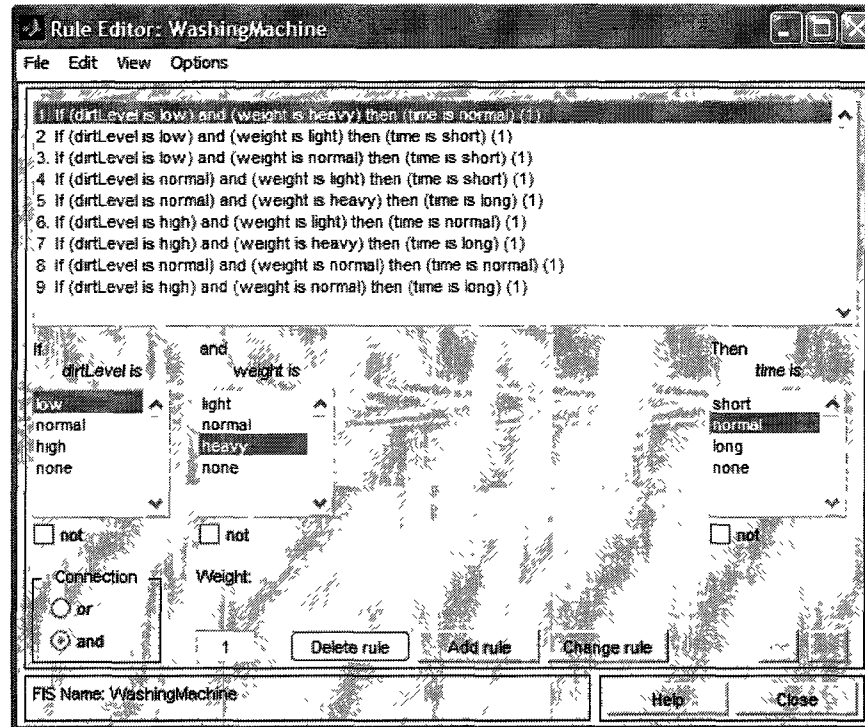 Rule Editor: WashingMachine
File Edit View Options
1. If (dirtLevel is low) and (weight is heavy) then (time is normal) (1)
2 If (dirtLevel is low) and (weight is light) then (time is short) (1)
3. If (dirtLevel is low) and (weight is normal) then (time is short) (1)
4 If (dirtLevel is normal) and (weight is light) then (time is short) (1)
5 If (dirtLevel is normal) and (weight is heavy) then (time is long) (1)
6. If (dirtLevel is high) and (weight is light) then (time is normal) (1)
7 If (dirtLevel is high) and (weight is heavy) then (time is long) (1)
8 If (dirtLevel is normal) and (weight is normal) then (time is normal) (1)
9 If (dirtLevel is high) and (weight is normal) then (time is long) (1)
If and Then
dirtLevel is weight is time is
low light short
normal normal normal
high heavy long
none none none
not not not
Connection Weight:
or
and 1 Delete rule Add rule Change rule
FIS Name: WashingMachine Help Close